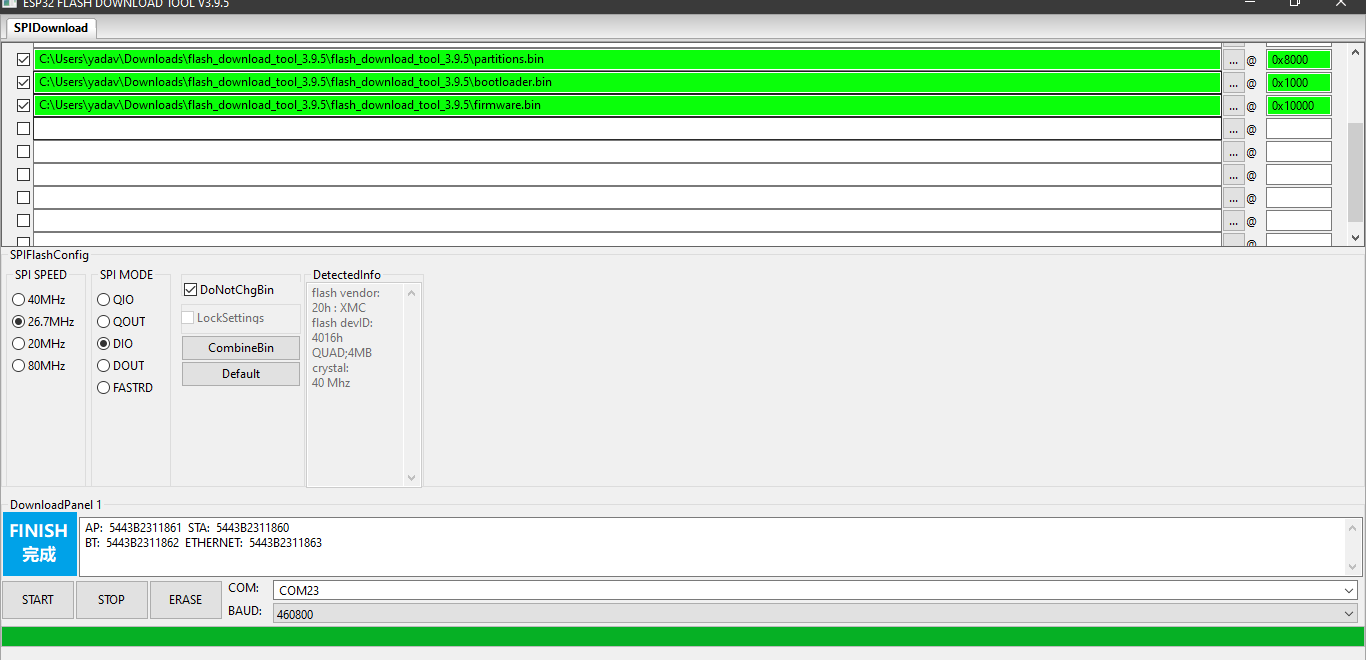 ESP32 FLASH DOWNLOAD TOOL V3.9.5
SPIDownload
C:\Users\yadav\Downloads\flash_download_tool_3.9.5\flash_download_tool_3.9.5\partitions.bin ... @ 0x8000
C:\Users\yadav\Downloads\flash_download_tool_3.9.5\flash_download_tool_3.9.5\bootloader.bin ... @ 0x1000
C:\Users\yadav\Downloads\flash_download_tool_3.9.5\flash_download_tool_3.9.5\firmware.bin ... @ 0x10000
... @
... @
... @
... @
... @
@
SPIFlashConfig
SPI SPEED
40MHz
26.7MHz
20MHz
80MHz
SPI MODE
QIO
QOUT
DIO
DOUT
FASTRD
DoNotChgBin
LockSettings
CombineBin
Default
DetectedInfo
flash vendor:
20h : XMC
flash devID:
4016h
QUAD;4MB
crystal:
40 Mhz
DownloadPanel 1
FINISH
完成
AP: 5443B2311861 STA: 5443B2311860
BT: 5443B2311862 ETHERNET: 5443B2311863
START
STOP
ERASE
COM: COM23
BAUD: 460800